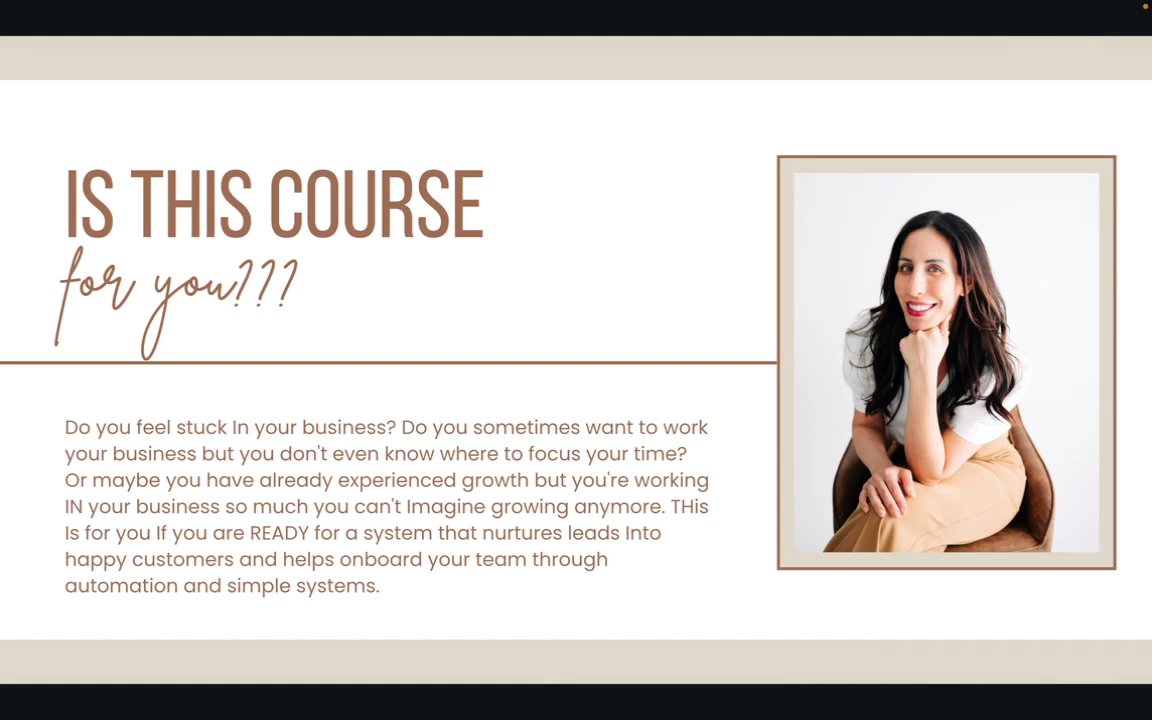 IS THIS COURSE
for you???
Do you feel stuck In your business? Do you sometimes want to work
your business but you don't even know where to focus your time?
Or maybe you have already experienced growth but you're working
IN your business so much you can't Imagine growing anymore. THis
Is for you If you are READY for a system that nurtures leads Into
happy customers and helps onboard your team through
automation and simple systems.